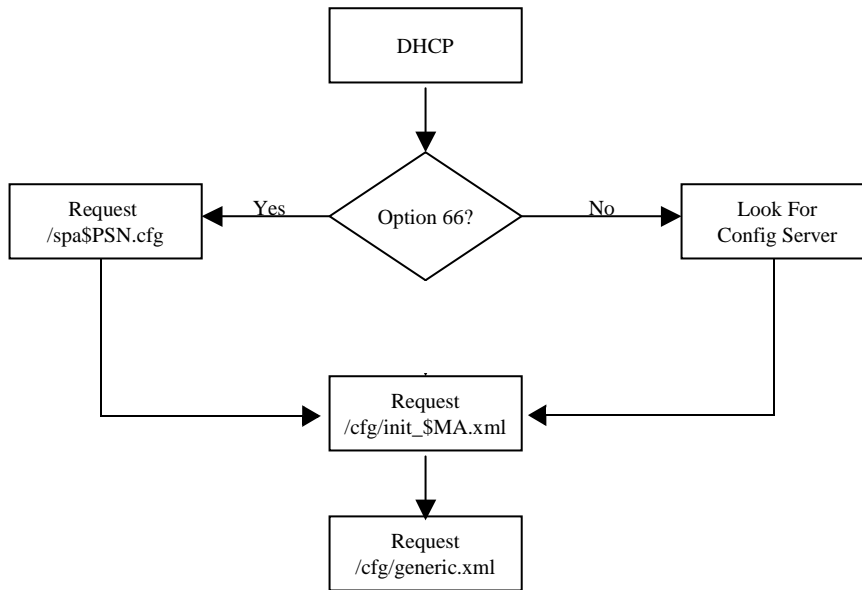 DHCP
Option 66?
Yes
No
Request
/spa$PSN.cfg
Look For
Config Server
Request
/cfg/init_$MA.xml
Request
/cfg/generic.xml